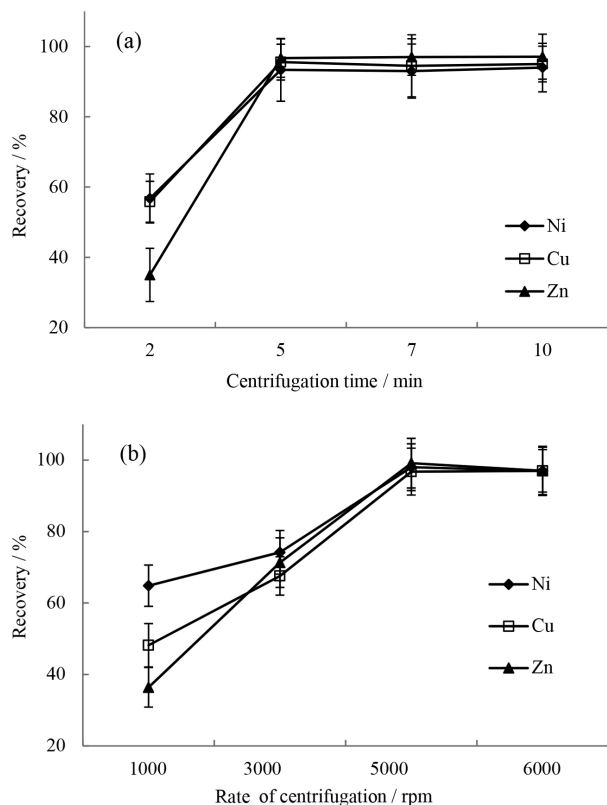 (a)
100
80
60
40
20
Recovery / %
Ni
Cu
Zn
2 5 7 10
Centrifugation time / min
(b)
100
80
60
40
20
Recovery / %
Ni
Cu
Zn
1000 3000 5000 6000
Rate of centrifugation / rpm